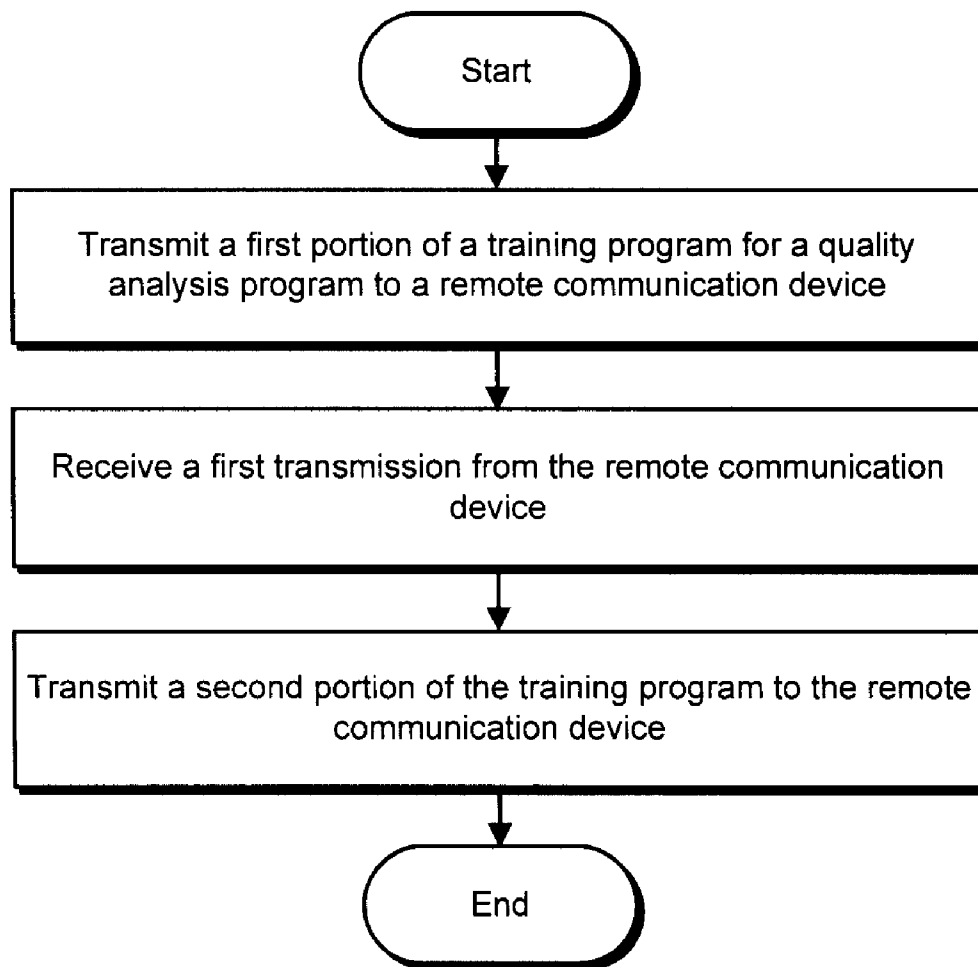 Start
Transmit a first portion of a training program for a quality
analysis program to a remote communication device
Receive a first transmission from the remote communication
device
Transmit a second portion of the training program to the remote
communication device
End